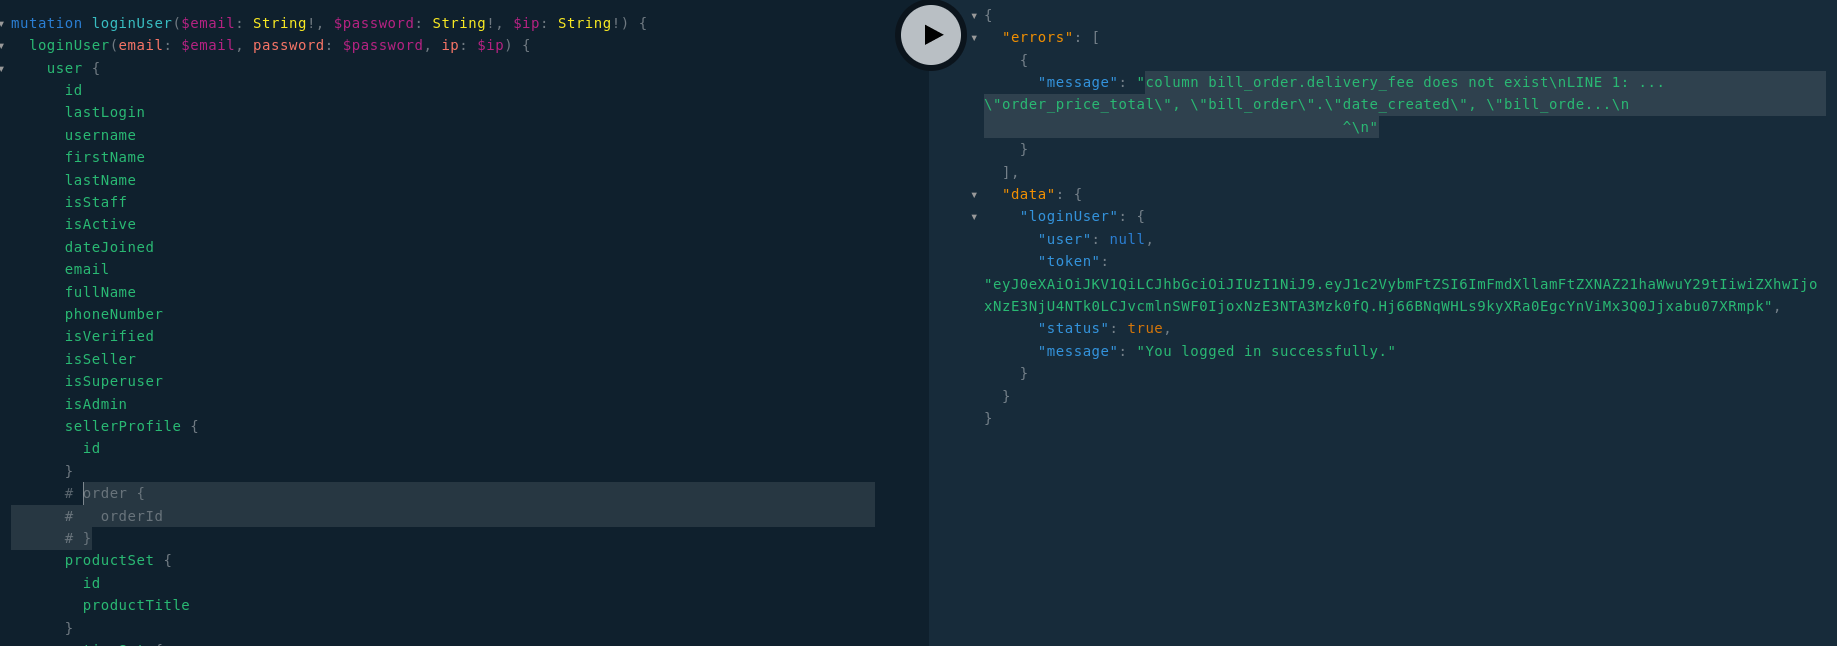 mutation loginUser($email: String!, $password: String!, $ip: String!) {
  loginUser(email: $email, password: $password, ip: $ip) {
    user {
      id
      lastLogin
      username
      firstName
      lastName
      isStaff
      isActive
      dateJoined
      email
      fullName
      phoneNumber
      isVerified
      isSeller
      isSuperuser
      isAdmin
      sellerProfile {
        id
      }
      # order {
      #   orderId
      # }
      productSet {
        id
        productTitle
      }
{
  "errors": [
    {
      "message": "column bill_order.delivery_fee does not exist\nLINE 1: ...
\"order_price_total\", \"bill_order\".\"date_created\", \"bill_orde...\n
                                        ^\n"
    }
  ],
  "data": {
    "loginUser": {
      "user": null,
      "token":
"eyJ0eXAiOiJKV1QiLCJhbGciOiJIUzI1NiJ9.eyJ1c2VybmFtZSI6ImFmdXllamFtZXNAZ21haWwuY29tIiwiZXhwIjo
xNzE3NjU4NTk0LCJvcmlnSWF0IjoxNzE3NTA3Mzk0fQ.Hj66BNqWHLs9kyXRa0EgcYnViMx3Q0Jjxabu07XRmpk",
      "status": true,
      "message": "You logged in successfully."
    }
  }
}